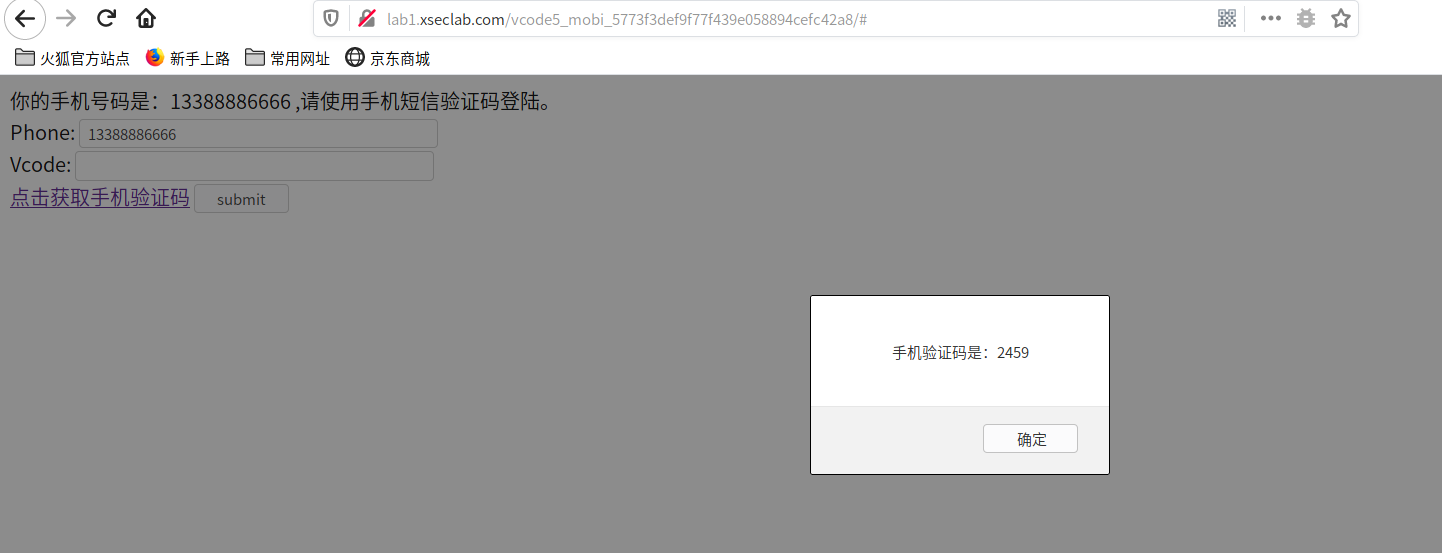 lab1.xseclab.com/vcode5_mobi_5773f3def9f77f439e058894cefc42a8/#
火狐官方站点 新手上路 常用网址 京东商城
你的手机号码是：13388886666 ,请使用手机短信验证码登陆。
Phone: 13388886666
Vcode:
点击获取手机验证码 submit
手机验证码是：2459
确定